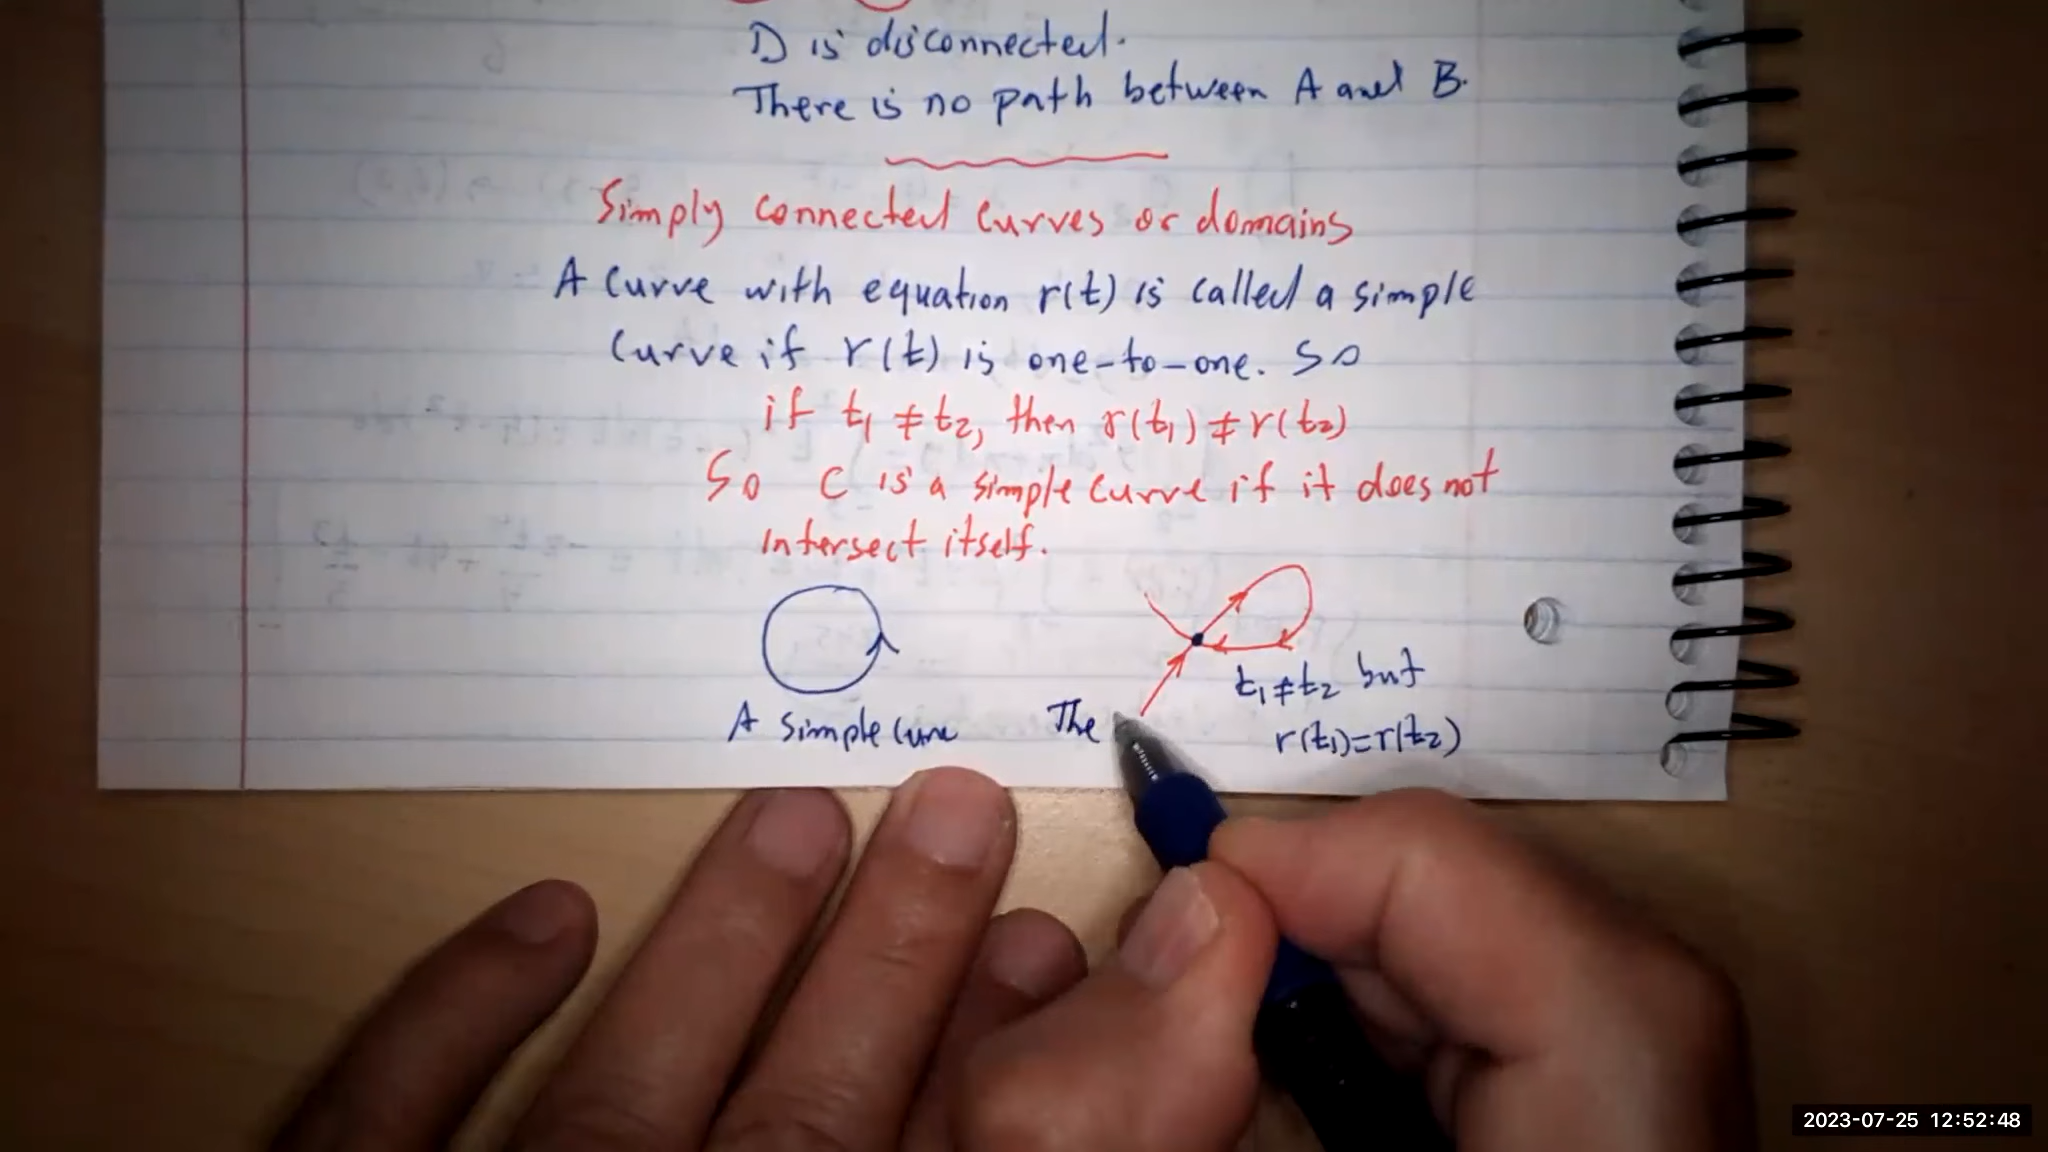 D is disconnected.
There is no path between A and B.
Simply connected curves or domains
A curve with equation r(t) is called a simple
curve if r(t) is one-to-one. So
if t₁ ≠ t₂, then r(t₁) ≠ r(t₂)
So C is a simple curve if it does not
intersect itself.
t₁ ≠ t₂ but
A simple curve The
r(t₁)=r(t₂)
2023-07-25 12:52:48